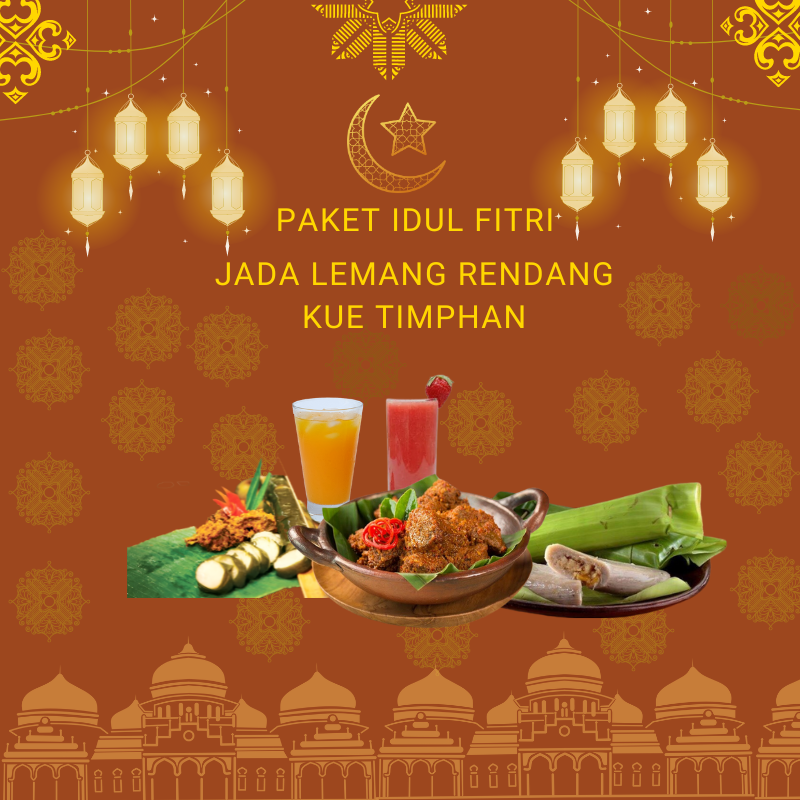 PAKET IDUL FITRI
JADA LEMANG RENDANG
KUE TIMPHAN